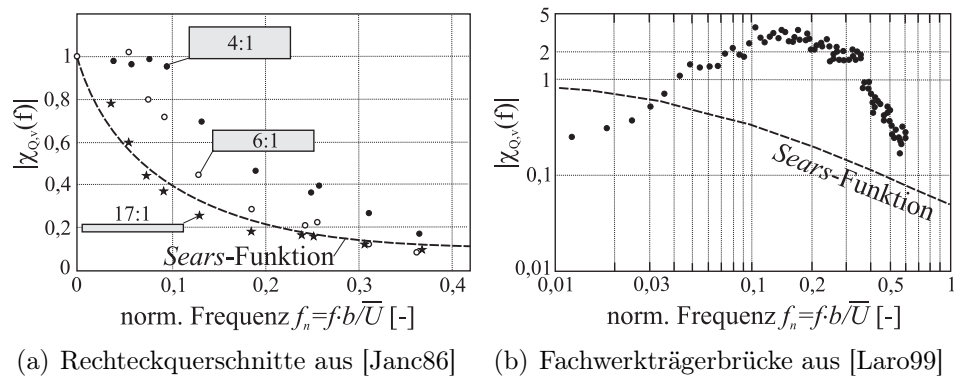 1
0,8
0,6
0,4
0,2
0
|χQ,v(f)|
4:1
6:1
17:1
Sears-Funktion
0 0,1 0,2 0,3 0,4
norm. Frequenz fn=f·b/U̅ [-]
(a) Rechteckquerschnitte aus [Janc86]
5
2
1
0,1
0,01
|χQ,v(f)|
Sears-Funktion
0,01 0,03 0,1 0,2 0,5 1
norm. Frequenz fn=f·b/U̅ [-]
(b) Fachwerkträgerbrücke aus [Laro99]